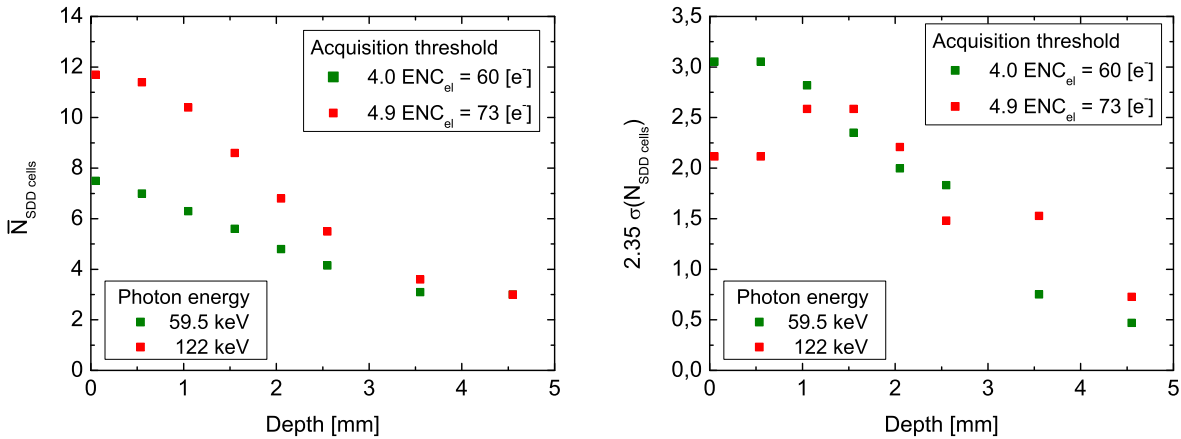 14
12
10
8
6
4
2
0
N̅SDD cells
Acquisition threshold
4.0 ENCel = 60 [e-]
4.9 ENCel = 73 [e-]
Photon energy
59.5 keV
122 keV
0 1 2 3 4 5
Depth [mm]
3,5
3,0
2,5
2,0
1,5
1,0
0,5
0,0
2.35 σ(NSDD cells)
Acquisition threshold
4.0 ENCel = 60 [e-]
4.9 ENCel = 73 [e-]
Photon energy
59.5 keV
122 keV
0 1 2 3 4 5
Depth [mm]